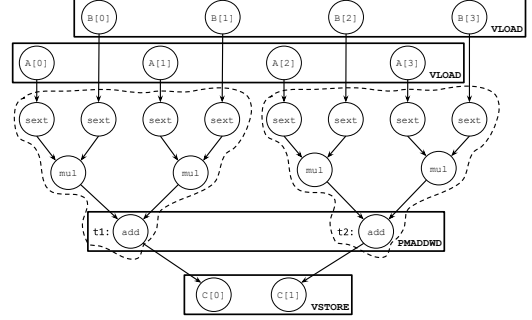 B[0] B[1] B[2] B[3]
VLOAD
A[0] A[1] A[2] A[3]
VLOAD
sext sext sext sext sext sext sext sext
mul mul mul mul
t1: add t2: add
PMADDWD
C[0] C[1]
VSTORE